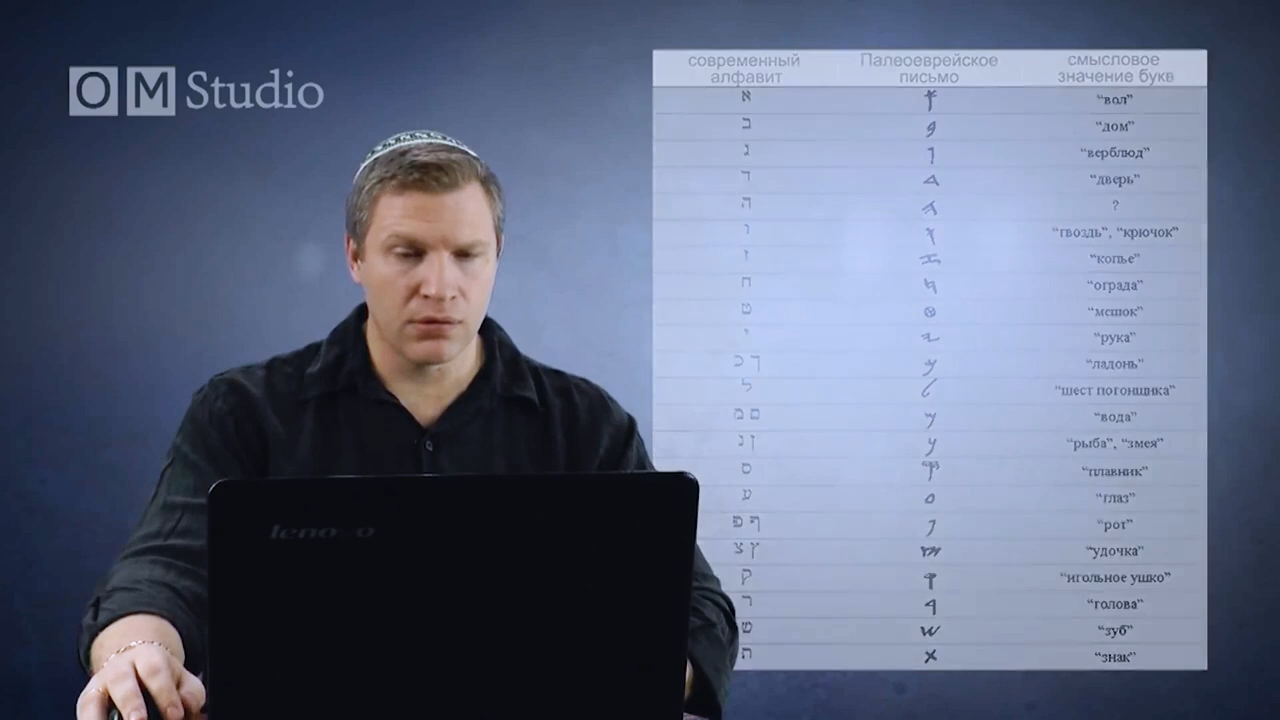 OM Studio
современный алфавит Палеоеврейское письмо смысловое значение букв
א 𐤀 “вол”
ב 𐤁 “дом”
ג 𐤂 “верблюд”
ד 𐤃 “дверь”
ה 𐤄 ?
ו 𐤅 “гвоздь”, “крючок”
ז 𐤆 “копье”
ח 𐤇 “ограда”
ט 𐤈 “мешок”
י 𐤉 “рука”
כ ך 𐤊 “ладонь”
ל 𐤋 “шест погонщика”
מ ם 𐤌 “вода”
נ ן 𐤍 “рыба”, “змея”
ס 𐤎 “плавник”
ע 𐤏 “глаз”
פ ף 𐤐 “рот”
צ ץ 𐤑 “удочка”
ק 𐤒 “игольное ушко”
ר 𐤓 “голова”
ש 𐤔 “зуб”
ת 𐤕 “знак”
lenovo